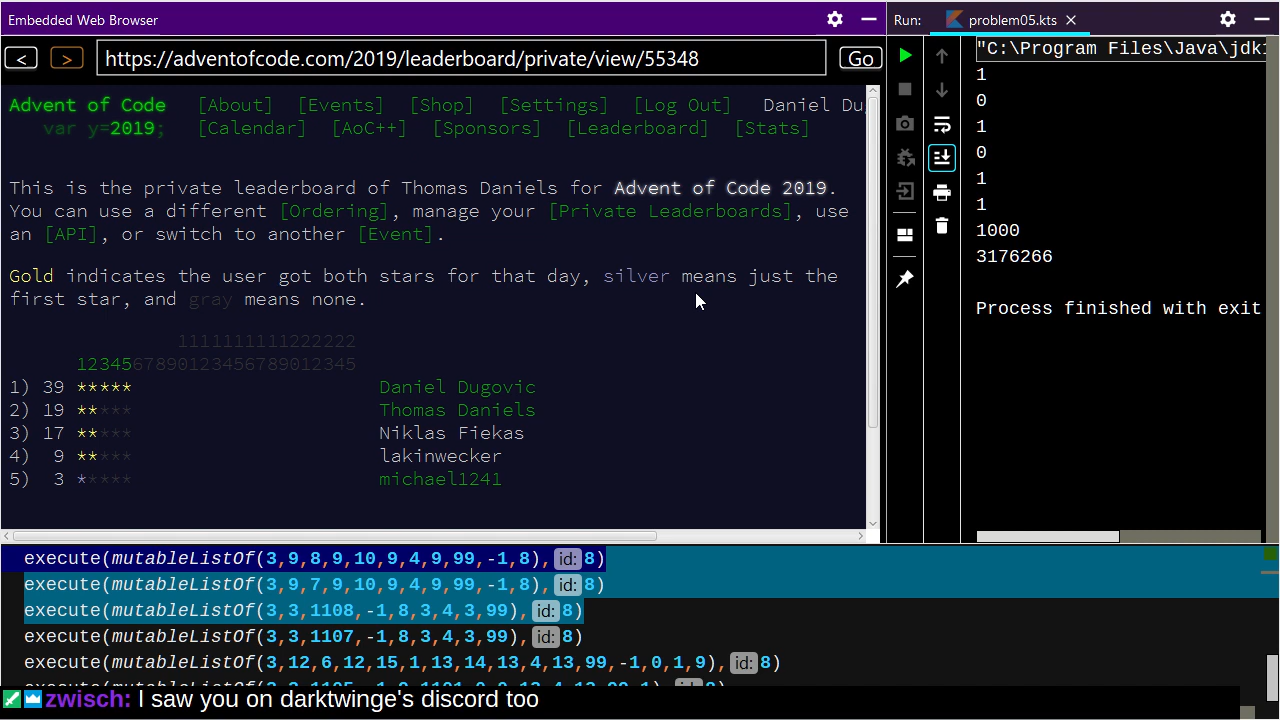 Embedded Web Browser
Run: problem05.kts
< > https://adventofcode.com/2019/leaderboard/private/view/55348 Go
"C:\Program Files\Java\jdk
Advent of Code [About] [Events] [Shop] [Settings] [Log Out] Daniel Du
var y=2019; [Calendar] [AoC++] [Sponsors] [Leaderboard] [Stats]
This is the private leaderboard of Thomas Daniels for Advent of Code 2019.
You can use a different [Ordering], manage your [Private Leaderboards], use
an [API], or switch to another [Event].
Gold indicates the user got both stars for that day, silver means just the
first star, and gray means none.
1111111111222222
1234567890123456789012345
1) 39 ***** Daniel Dugovic
2) 19 ***** Thomas Daniels
3) 17 ***** Niklas Fiekas
4) 9 ***** lakinwecker
5) 3 ***** michael1241
1
0
1
0
1
1
1000
3176266
Process finished with exit
execute(mutableListOf(3,9,8,9,10,9,4,9,99,-1,8), id: 8)
execute(mutableListOf(3,9,7,9,10,9,4,9,99,-1,8), id: 8)
execute(mutableListOf(3,3,1108,-1,8,3,4,3,99), id: 8)
execute(mutableListOf(3,3,1107,-1,8,3,4,3,99), id: 8)
execute(mutableListOf(3,12,6,12,15,1,13,14,13,4,13,99,-1,0,1,9), id: 8)
zwisch: I saw you on darktwinge's discord too